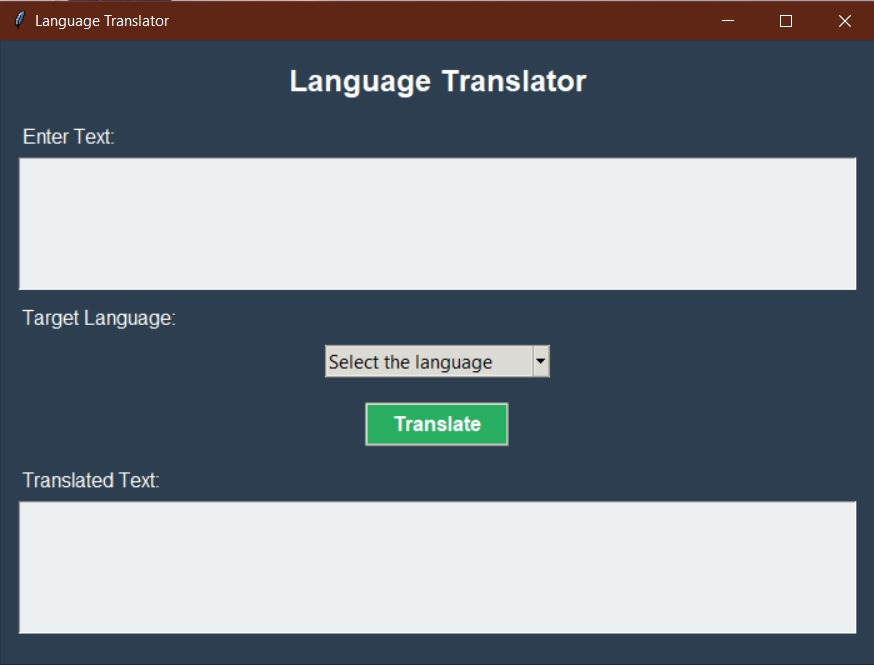 Language Translator
Language Translator
Enter Text:
Target Language:
Select the language
Translate
Translated Text: